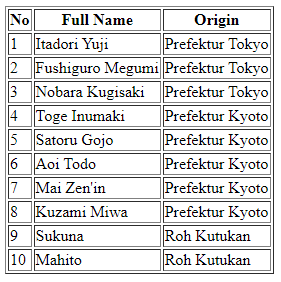 No Full Name Origin
1 Itadori Yuji Prefektur Tokyo
2 Fushiguro Megumi Prefektur Tokyo
3 Nobara Kugisaki Prefektur Tokyo
4 Toge Inumaki Prefektur Kyoto
5 Satoru Gojo Prefektur Kyoto
6 Aoi Todo Prefektur Kyoto
7 Mai Zen'in Prefektur Kyoto
8 Kuzami Miwa Prefektur Kyoto
9 Sukuna Roh Kutukan
10 Mahito Roh Kutukan